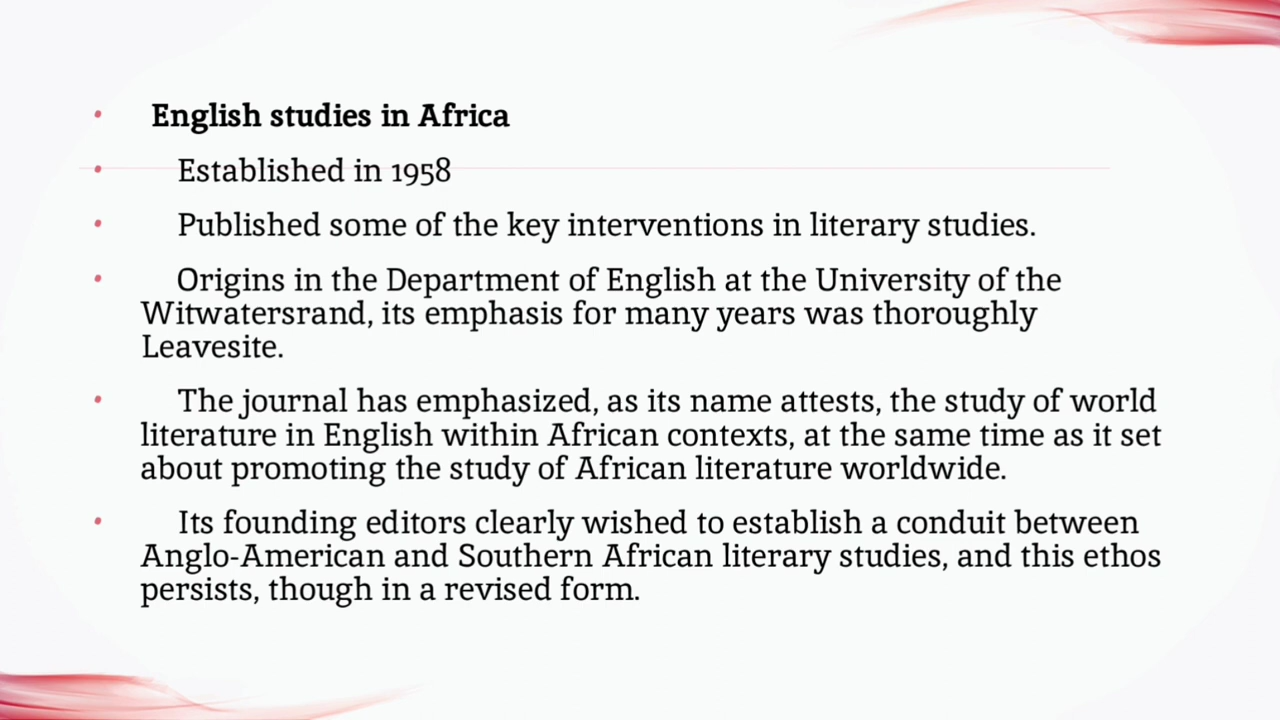 • English studies in Africa
• Established in 1958
• Published some of the key interventions in literary studies.
• Origins in the Department of English at the University of the
Witwatersrand, its emphasis for many years was thoroughly
Leavesite.
• The journal has emphasized, as its name attests, the study of world
literature in English within African contexts, at the same time as it set
about promoting the study of African literature worldwide.
• Its founding editors clearly wished to establish a conduit between
Anglo-American and Southern African literary studies, and this ethos
persists, though in a revised form.